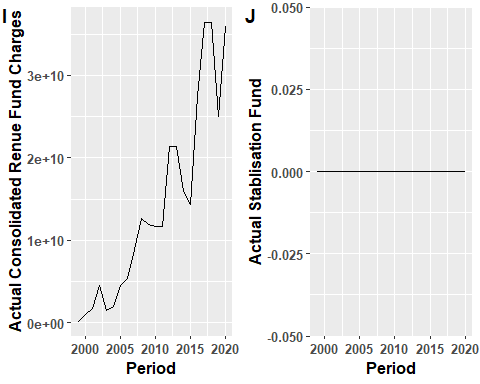 I
Actual Consolidated Renue Fund Charges
3e+10
2e+10
1e+10
0e+00
2000 2005 2010 2015 2020
Period
J
Actual Stablisation Fund
0.050
0.025
0.000
-0.025
-0.050
2000 2005 2010 2015 2020
Period